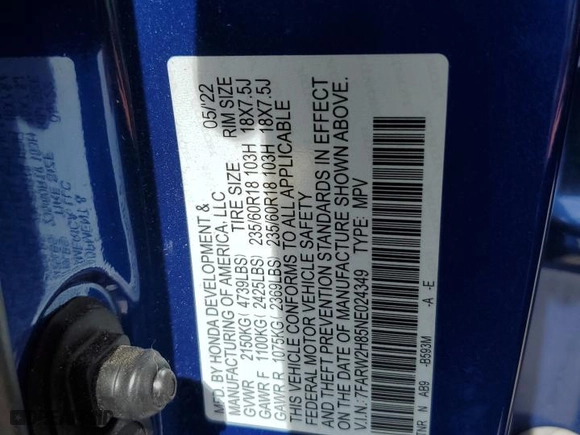 MFD. BY HONDA DEVELOPMENT &
MANUFACTURING OF AMERICA, LLC 05/'22
TIRE SIZE RIM SIZE
GVWR 2150KG( 4739LBS)
GAWR F 1100KG( 2425LBS) 235/60R18 103H 18X7.5J
GAWR R 1075KG( 2369LBS) 235/60R18 103H 18X7.5J
THIS VEHICLE CONFORMS TO ALL APPLICABLE
FEDERAL MOTOR VEHICLE SAFETY
AND THEFT PREVENTION STANDARDS IN EFFECT
ON THE DATE OF MANUFACTURE SHOWN ABOVE.
V.I.N.: 7FARW2H85NE024349 TYPE: MPV
TNR N AB9 -B593M -A -E